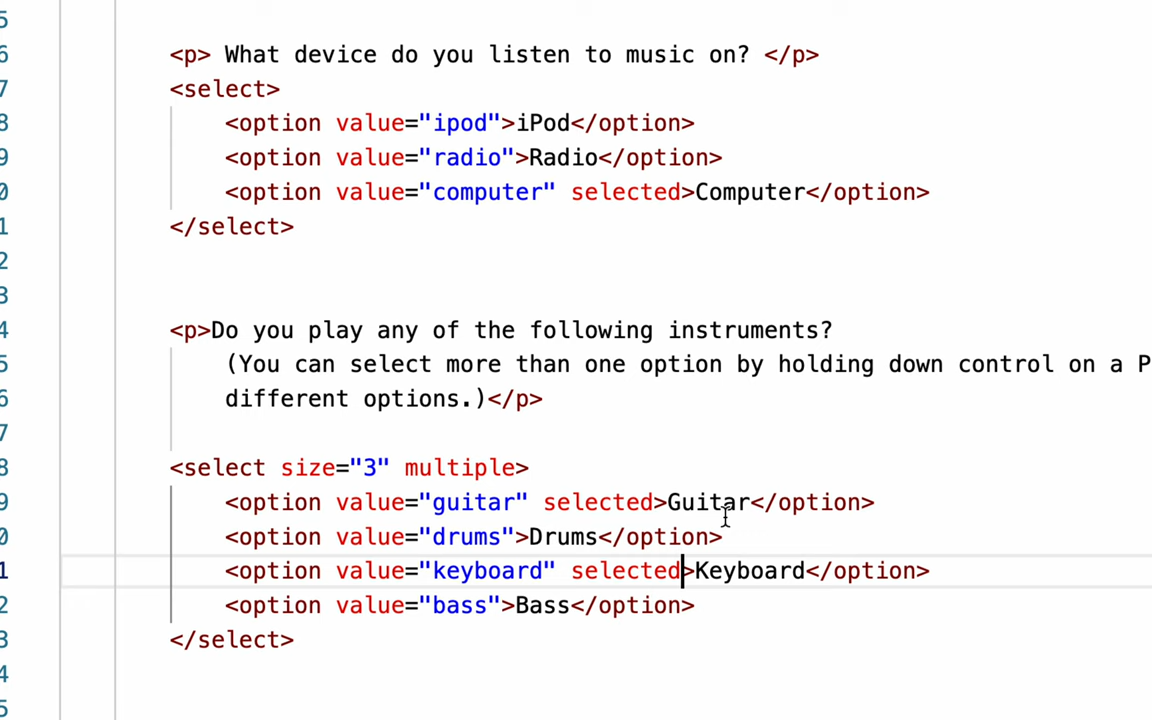 5
6 <p> What device do you listen to music on? </p>
7 <select>
8 <option value="ipod">iPod</option>
9 <option value="radio">Radio</option>
0 <option value="computer" selected>Computer</option>
1 </select>
2
3
4 <p>Do you play any of the following instruments?
5 (You can select more than one option by holding down control on a P
6 different options.)</p>
7
8 <select size="3" multiple>
9 <option value="guitar" selected>Guitar</option>
0 <option value="drums">Drums</option>
1 <option value="keyboard" selected>Keyboard</option>
2 <option value="bass">Bass</option>
3 </select>
4
5